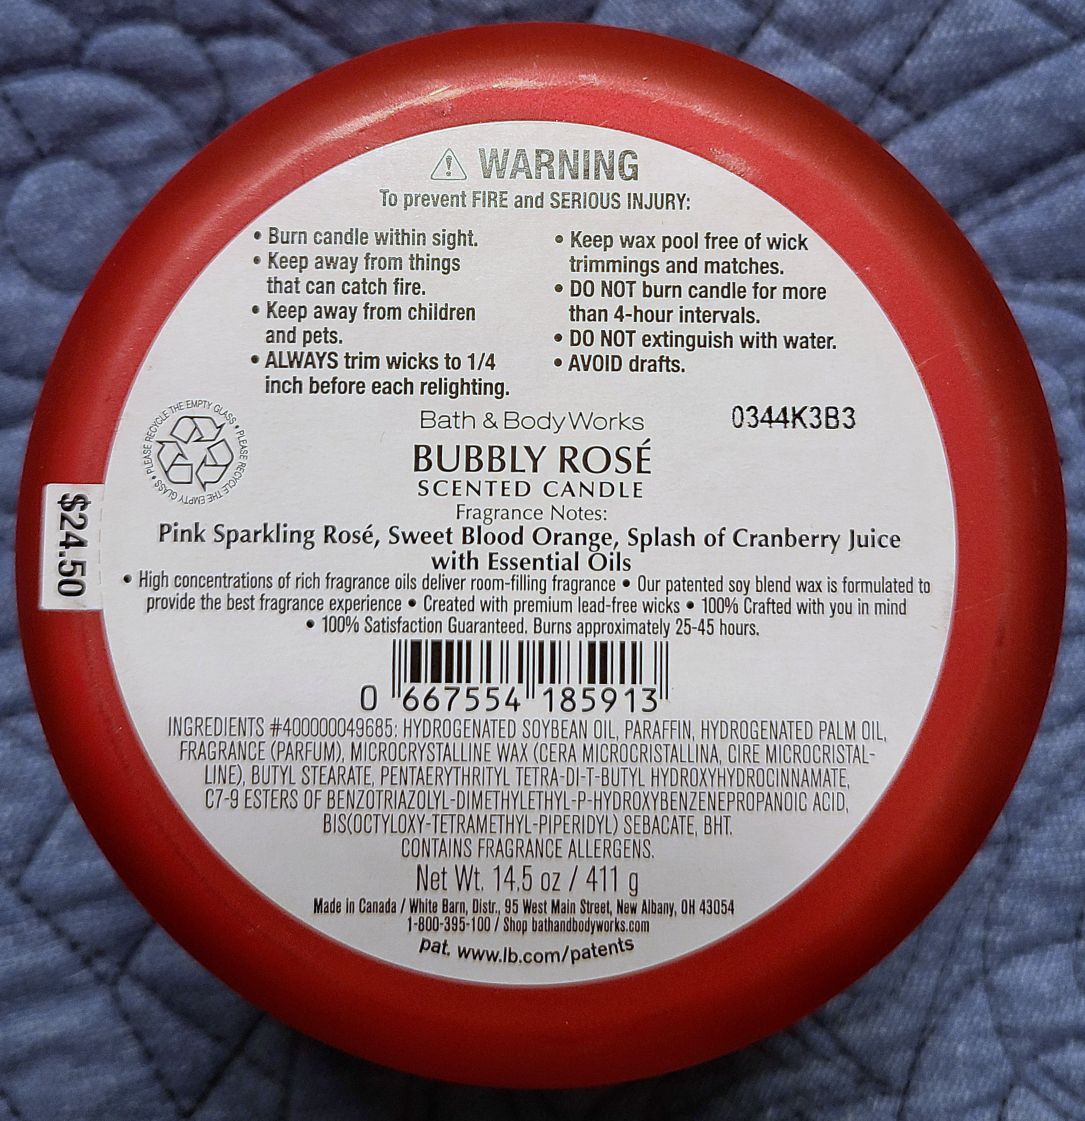 ⚠ WARNING
To prevent FIRE and SERIOUS INJURY:
• Burn candle within sight.
• Keep away from things
that can catch fire.
• Keep away from children
and pets.
• ALWAYS trim wicks to 1/4
inch before each relighting.
• Keep wax pool free of wick
trimmings and matches.
• DO NOT burn candle for more
than 4-hour intervals.
• DO NOT extinguish with water.
• AVOID drafts.
PLEASE RECYCLE THE EMPTY GLASS • PLEASE RECYCLE THE EMPTY GLASS •
0344K3B3
Bath & Body Works
BUBBLY ROSÉ
SCENTED CANDLE
$24.50
Fragrance Notes:
Pink Sparkling Rosé, Sweet Blood Orange, Splash of Cranberry Juice
with Essential Oils
• High concentrations of rich fragrance oils deliver room-filling fragrance • Our patented soy blend wax is formulated to
provide the best fragrance experience • Created with premium lead-free wicks • 100% Crafted with you in mind
• 100% Satisfaction Guaranteed. Burns approximately 25-45 hours.
0 667554 185913
INGREDIENTS #400000049685: HYDROGENATED SOYBEAN OIL, PARAFFIN, HYDROGENATED PALM OIL,
FRAGRANCE (PARFUM), MICROCRYSTALLINE WAX (CERA MICROCRISTALLINA, CIRE MICROCRISTAL-
LINE), BUTYL STEARATE, PENTAERYTHRITYL TETRA-DI-T-BUTYL HYDROXYHYDROCINNAMATE,
C7-9 ESTERS OF BENZOTRIAZOLYL-DIMETHYLETHYL-P-HYDROXYBENZENEPROPANOIC ACID,
BIS(OCTYLOXY-TETRAMETHYL-PIPERIDYL) SEBACATE, BHT.
CONTAINS FRAGRANCE ALLERGENS.
Net Wt. 14.5 oz / 411 g
Made in Canada / White Barn, Distr., 95 West Main Street, New Albany, OH 43054
1-800-395-100 / Shop bathandbodyworks.com
pat. www.lb.com/patents